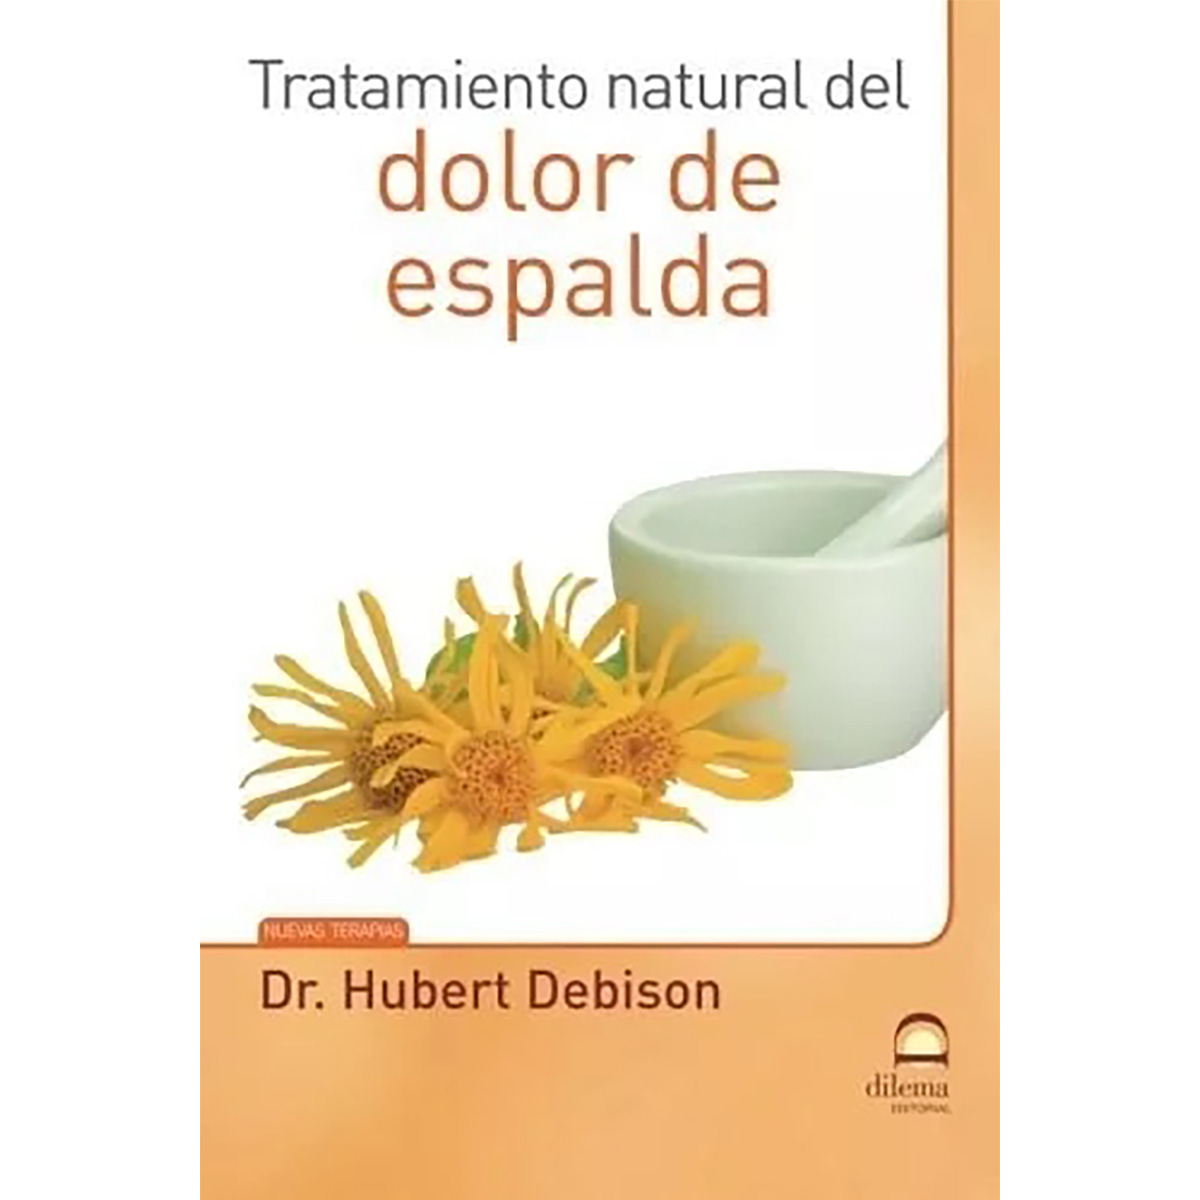 Tratamiento natural del
dolor de
espalda
NUEVAS TERAPIAS
Dr. Hubert Debison
dilema
EDITORIAL